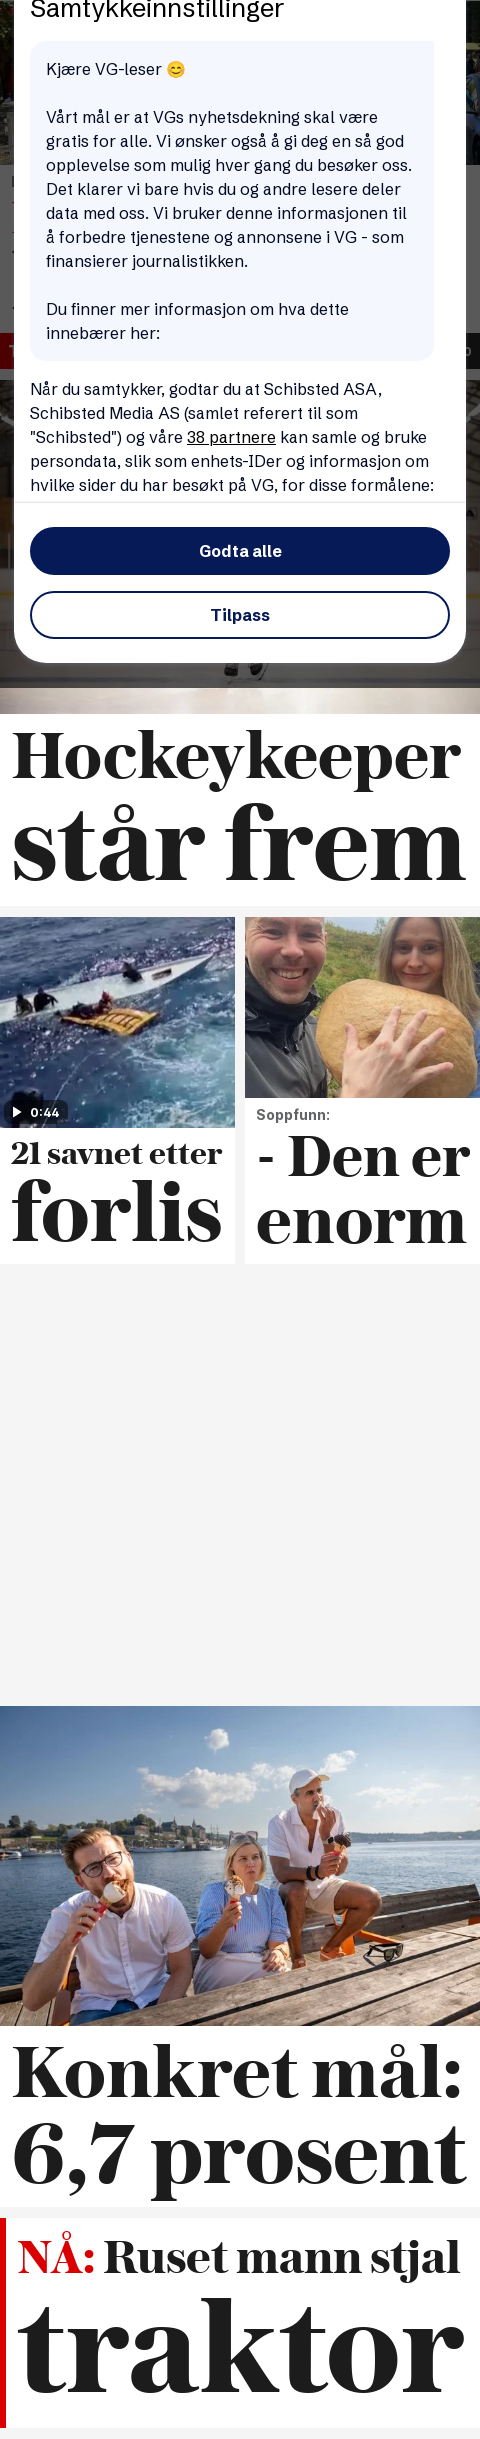 Samtykkeinnstillinger
Kjære VG-leser 😊
Vårt mål er at VGs nyhetsdekning skal være
gratis for alle. Vi ønsker også å gi deg en så god
opplevelse som mulig hver gang du besøker oss.
Det klarer vi bare hvis du og andre lesere deler
data med oss. Vi bruker denne informasjonen til
å forbedre tjenestene og annonsene i VG - som
finansierer journalistikken.
Du finner mer informasjon om hva dette
innebærer her:
Når du samtykker, godtar du at Schibsted ASA,
Schibsted Media AS (samlet referert til som
"Schibsted") og våre 38 partnere kan samle og bruke
persondata, slik som enhets-IDer og informasjon om
hvilke sider du har besøkt på VG, for disse formålene:
Godta alle
Tilpass
Hockeykeeper
står frem
0:44
21 savnet etter
forlis
Soppfunn:
- Den er
enorm
Konkret mål:
6,7 prosent
NÅ: Ruset mann stjal
traktor